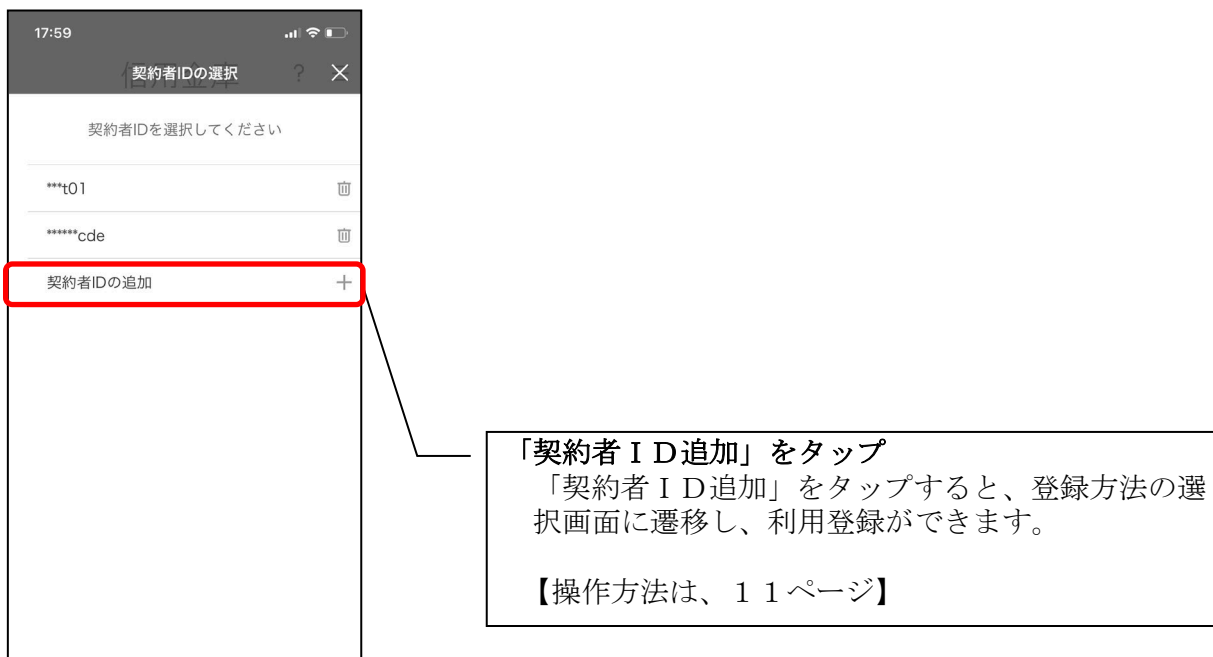 17:59
信用金庫
契約者IDの選択 ?
契約者IDを選択してください
***t01
******cde
契約者IDの追加
「契約者ＩＤ追加」をタップ
「契約者ＩＤ追加」をタップすると、登録方法の選
択画面に遷移し、利用登録ができます。
【操作方法は、１１ページ】